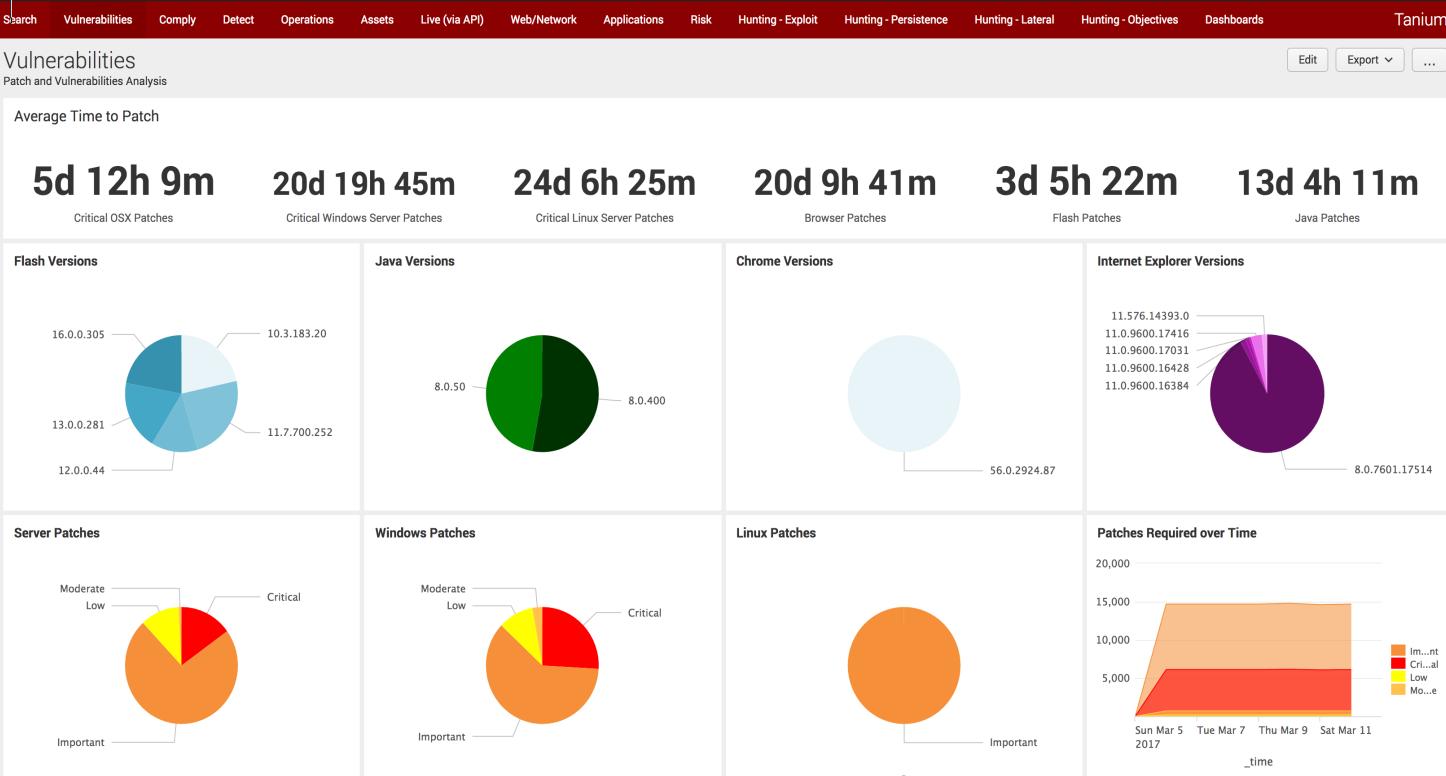 Search Vulnerabilities Comply Detect Operations Assets Live (via API) Web/Network Applications Risk Hunting - Exploit Hunting - Persistence Hunting - Lateral Hunting - Objectives Dashboards Tanium
Vulnerabilities
Edit Export ...
Patch and Vulnerabilities Analysis
Average Time to Patch
5d 12h 9m 20d 19h 45m 24d 6h 25m 20d 9h 41m 3d 5h 22m 13d 4h 11m
Critical OSX Patches Critical Windows Server Patches Critical Linux Server Patches Browser Patches Flash Patches Java Patches
Flash Versions
16.0.0.305
10.3.183.20
13.0.0.281
11.7.700.252
12.0.0.44
Java Versions
8.0.50
8.0.400
Chrome Versions
56.0.2924.87
Internet Explorer Versions
11.576.14393.0
11.0.9600.17416
11.0.9600.17031
11.0.9600.16428
11.0.9600.16384
8.0.7601.17514
Server Patches
Moderate
Critical
Low
Important
Windows Patches
Moderate
Low
Critical
Important
Linux Patches
Important
Patches Required over Time
20,000
15,000
10,000
5,000
Im...nt
Cri...al
Low
Mo...e
Sun Mar 5 Tue Mar 7 Thu Mar 9 Sat Mar 11
2017
_time